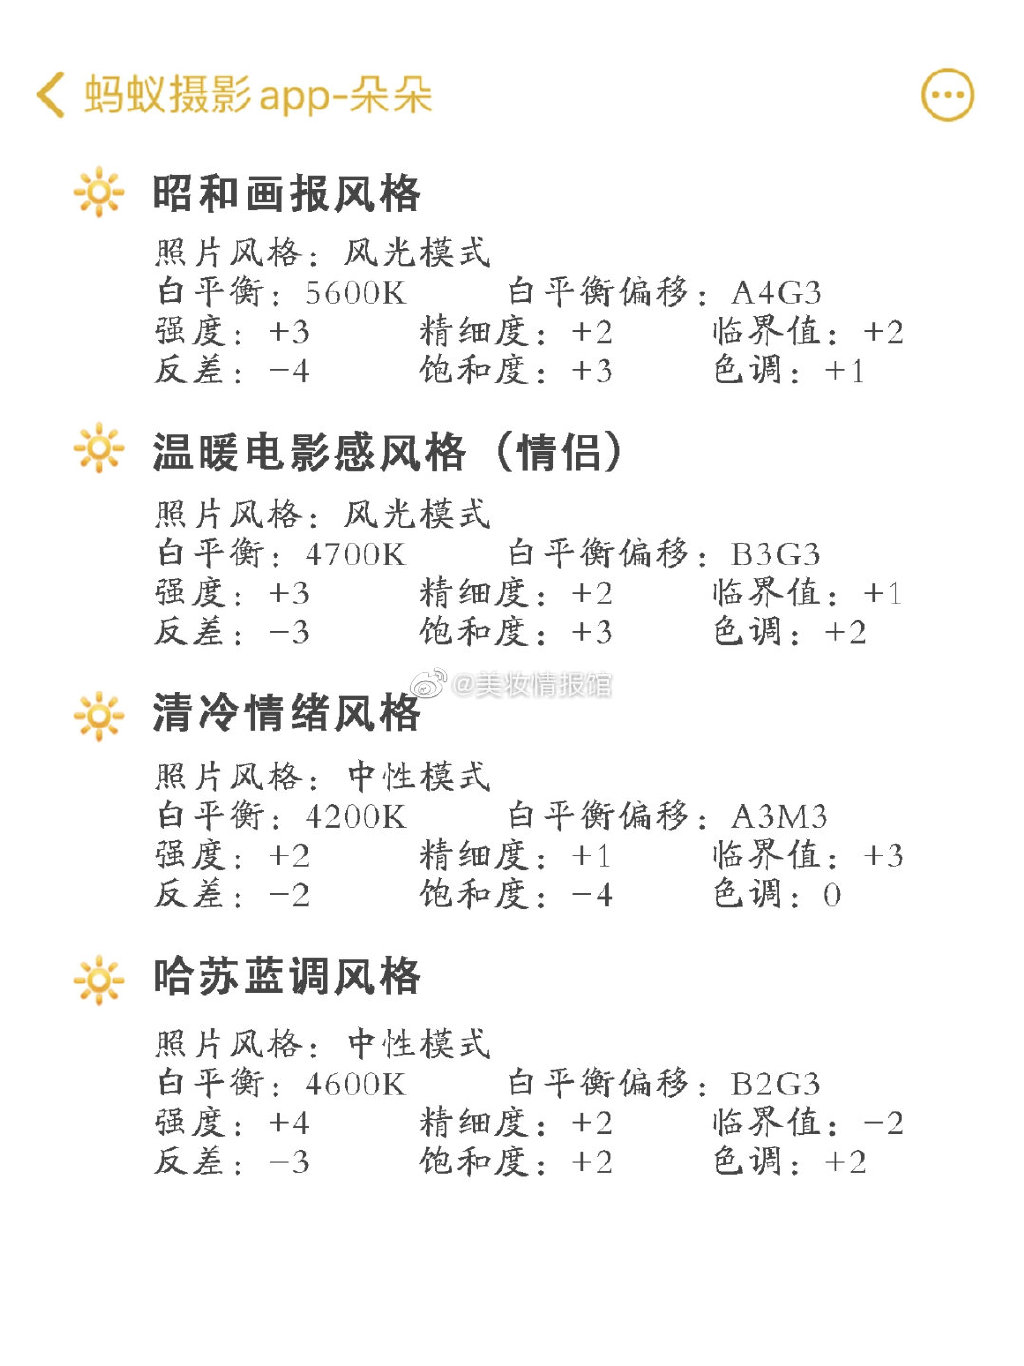 蚂蚁摄影app-朵朵
昭和画报风格
照片风格：风光模式
白平衡：5600K 白平衡偏移：A4G3
强度：+3 精细度：+2 临界值：+2
反差：-4 饱和度：+3 色调：+1
温暖电影感风格（情侣）
照片风格：风光模式
白平衡：4700K 白平衡偏移：B3G3
强度：+3 精细度：+2 临界值：+1
反差：-3 饱和度：+3 色调：+2
@美妆情报馆
清冷情绪风格
照片风格：中性模式
白平衡：4200K 白平衡偏移：A3M3
强度：+2 精细度：+1 临界值：+3
反差：-2 饱和度：-4 色调：0
哈苏蓝调风格
照片风格：中性模式
白平衡：4600K 白平衡偏移：B2G3
强度：+4 精细度：+2 临界值：-2
反差：-3 饱和度：+2 色调：+2